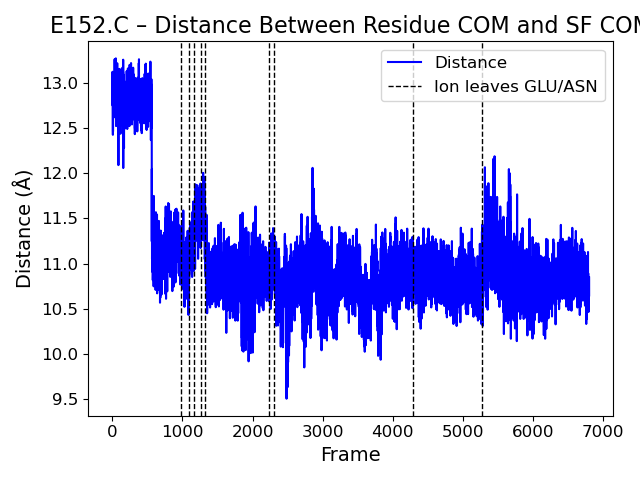 E152.C – Distance Between Residue COM and SF COM
Distance
Ion leaves GLU/ASN
13.0
12.5
12.0
11.5
11.0
10.5
10.0
9.5
Distance (Å)
0 1000 2000 3000 4000 5000 6000 7000
Frame